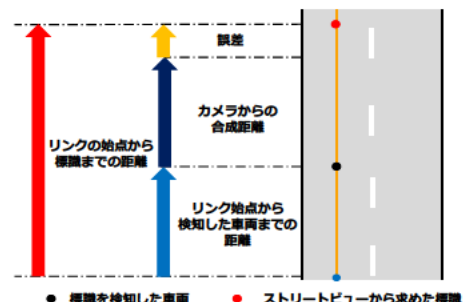 誤差
カメラからの
合成距離
リンクの始点から
標識までの距離
リンク始点から
検知した車両までの
距離
標識を検知した車両
ストリートビューから求めた標識